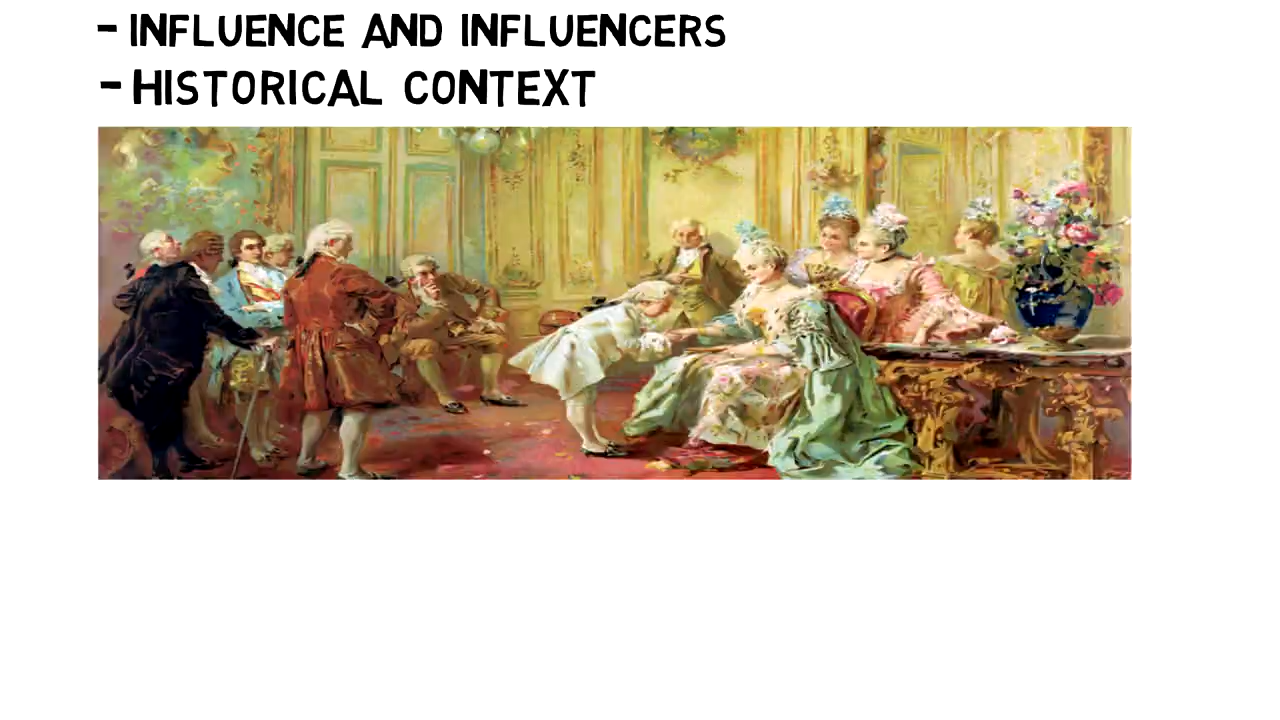 - INFLUENCE AND INFLUENCERS
- HISTORICAL CONTEXT